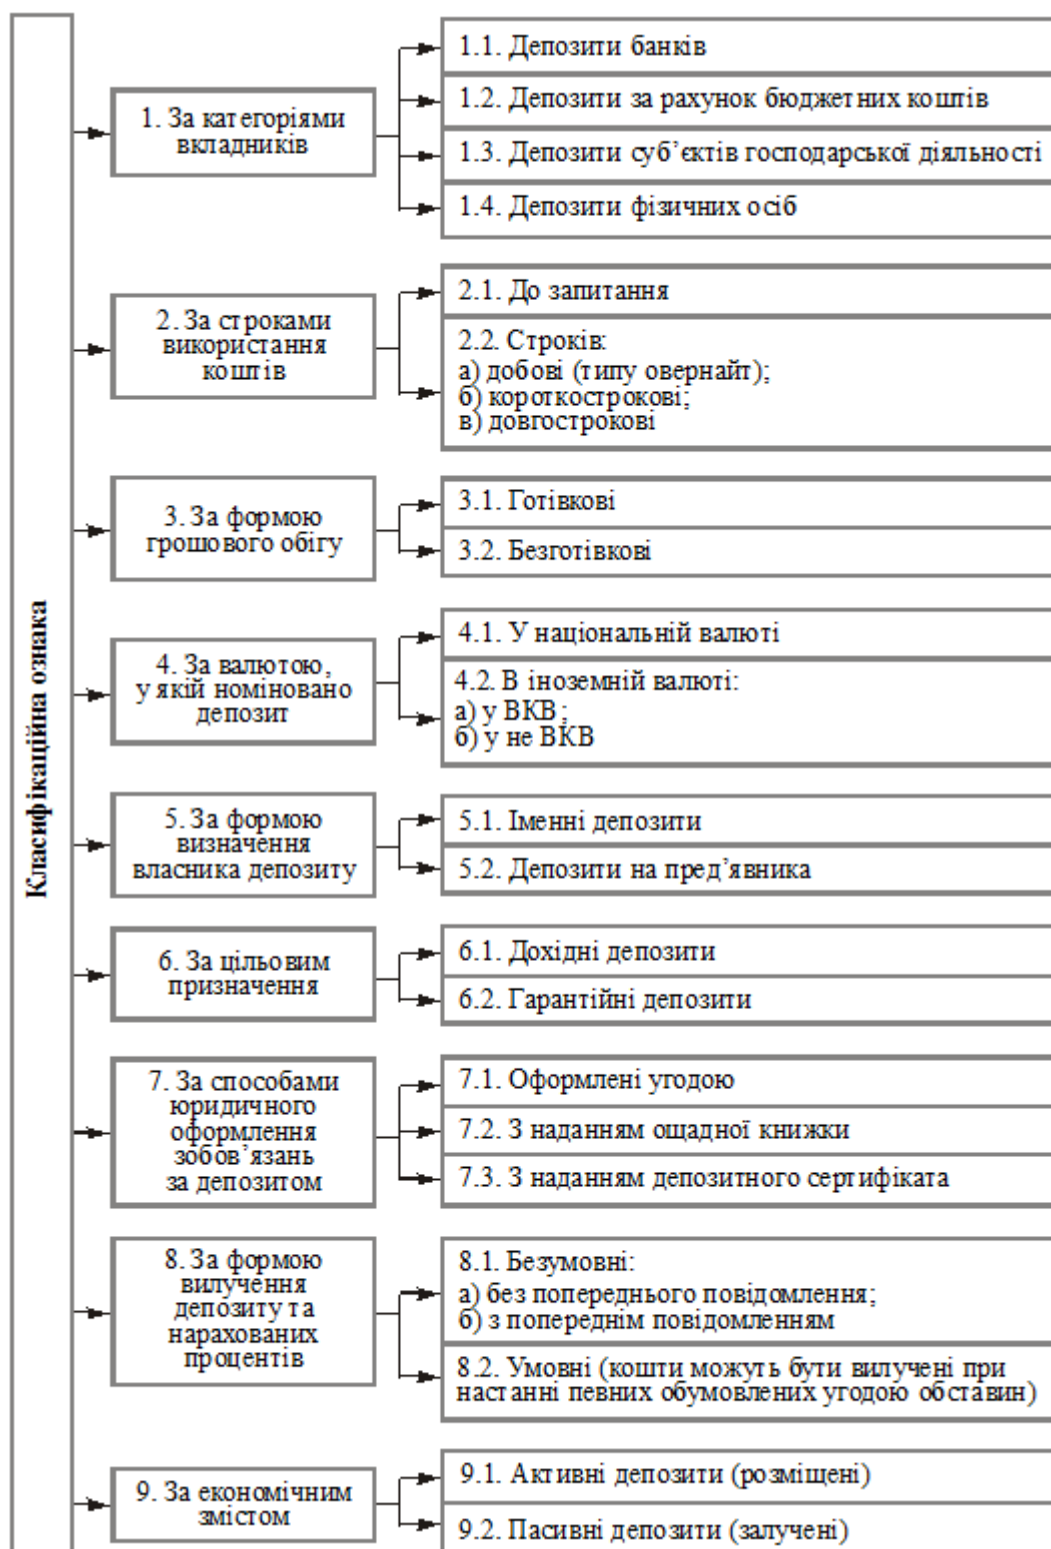 Класифікаційна ознака
1. За категоріями
вкладників
1.1. Депозити банків
1.2. Депозити за рахунок бюджетних коштів
1.3. Депозити суб’єктів господарської діяльності
1.4. Депозити фізичних осіб
2. За строками
використання
коштів
2.1. До запитання
2.2. Строків:
а) добові (типу овернайт);
б) короткострокові;
в) довгострокові
3. За формою
грошового обігу
3.1. Готівкові
3.2. Безготівкові
4. За валютою,
у якій номіновано
депозит
4.1. У національній валюті
4.2. В іноземній валюті:
а) у ВКВ;
б) у не ВКВ
5. За формою
визначення
власника депозиту
5.1. Іменні депозити
5.2. Депозити на пред’явника
6. За цільовим
призначення
6.1. Дохідні депозити
6.2. Гарантійні депозити
7. За способами
юридичного
оформлення
зобов’язань
за депозитом
7.1. Оформлені угодою
7.2. З наданням ощадної книжки
7.3. З наданням депозитного сертифіката
8. За формою
вилучення
депозиту та
нарахованих
процентів
8.1. Безумовні:
а) без попереднього повідомлення;
б) з попереднім повідомленням
8.2. Умовні (кошти можуть бути вилучені при
настанні певних обумовлених угодою обставин)
9. За економічним
змістом
9.1. Активні депозити (розміщені)
9.2. Пасивні депозити (залучені)